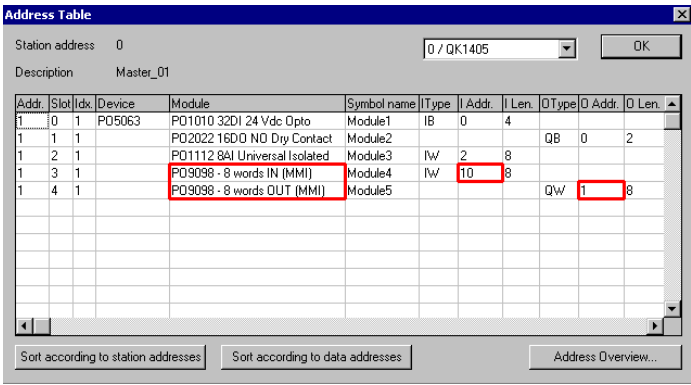 Address Table
Station address 0 0 / QK1405 OK
Description Master_01
Addr. Slot Idx. Device Module Symbol name IType I Addr. I Len. OType O Addr. O Len.
1 0 1 PO5063 PO1010 32DI 24 Vdc Opto Module1 IB 0 4
1 1 1 PO2022 16DO NO Dry Contact Module2 QB 0 2
1 2 1 PO1112 8AI Universal Isolated Module3 IW 2 8
1 3 1 PO9098 - 8 words IN (MMI) Module4 IW 10 8
1 4 1 PO9098 - 8 words OUT (MMI) Module5 QW 1 8
Sort according to station addresses Sort according to data addresses Address Overview...